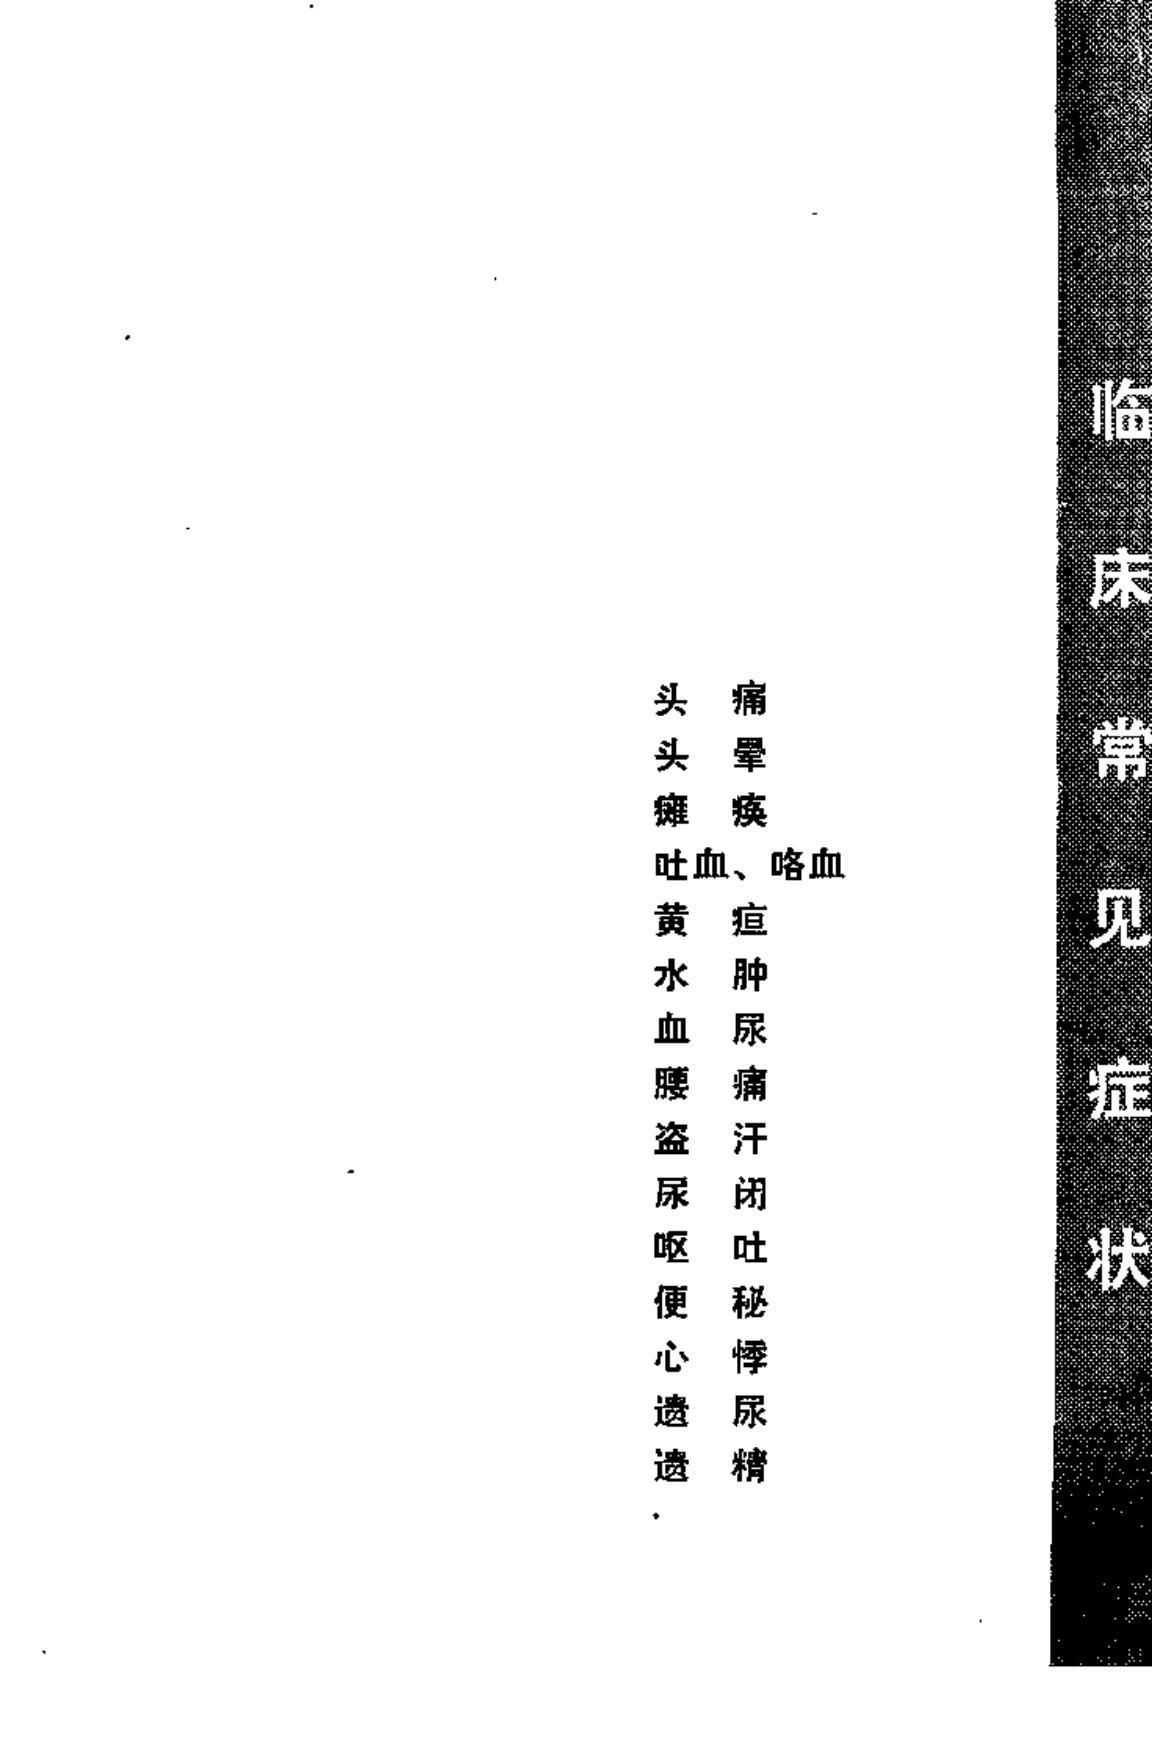 临床常见症状
头 痛
头 晕
瘫 痪
吐血、咯血
黄 疸
水 肿
血 尿
腰 痛
盗 汗
尿 闭
呕 吐
便 秘
心 悸
遗 尿
遗 精